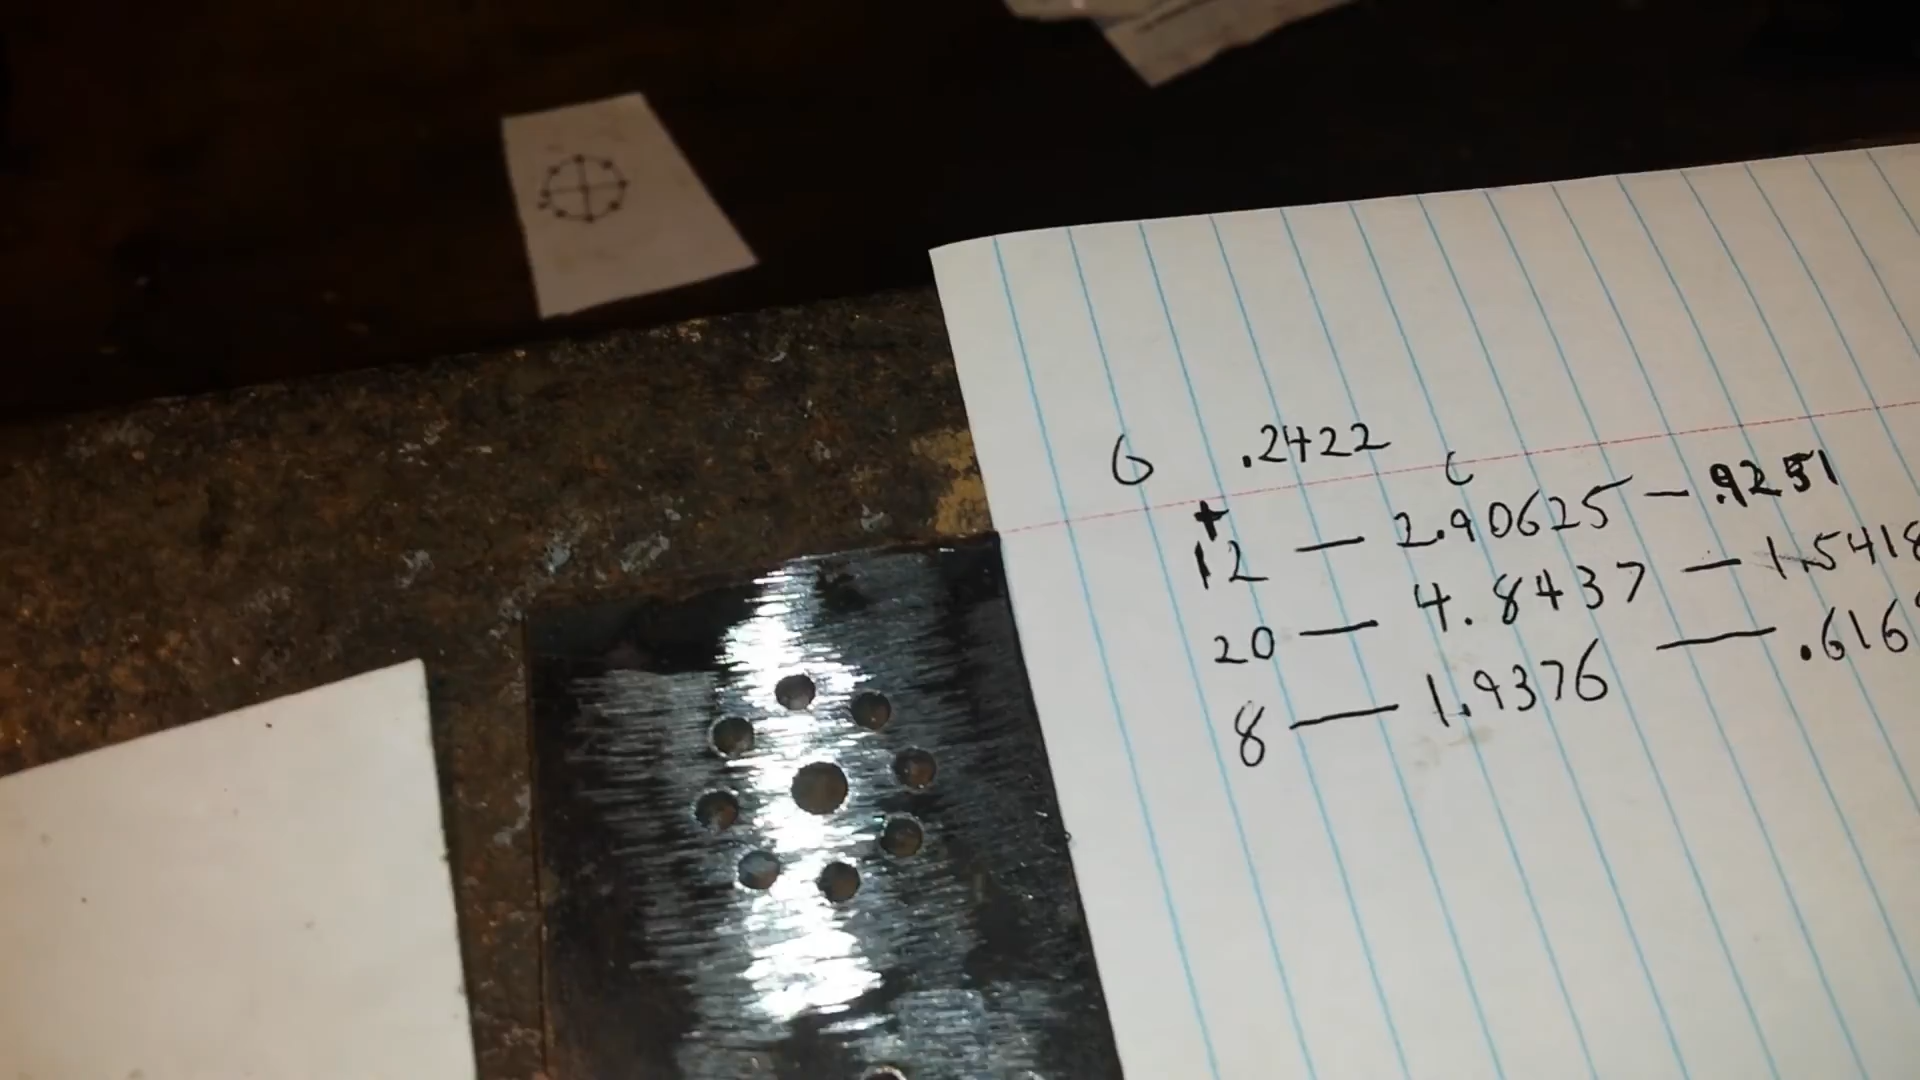 G .2422
+ C
12 — 2.90625 — .9251
20 — 4.8437 — 1.5418
8 — 1.9376 — .616